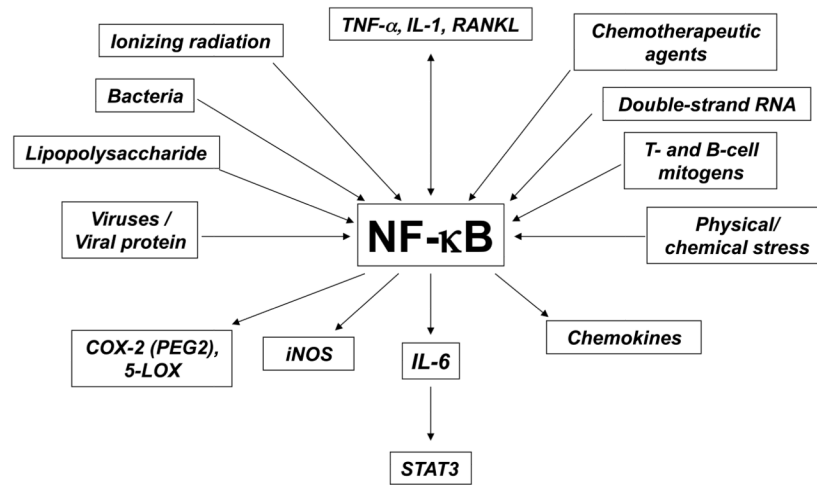 TNF-α, IL-1, RANKL
Ionizing radiation
Chemotherapeutic
agents
Bacteria
Double-strand RNA
Lipopolysaccharide
T- and B-cell
mitogens
Viruses /
Viral protein
NF-κB
Physical/
chemical stress
COX-2 (PEG2),
5-LOX
iNOS
IL-6
Chemokines
STAT3